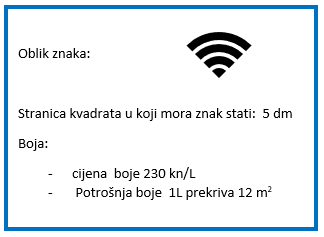 Oblik znaka:
Stranica kvadrata u koji mora znak stati:  5 dm
Boja:
- cijena  boje 230 kn/L
- Potrošnja boje  1L prekriva 12 m²